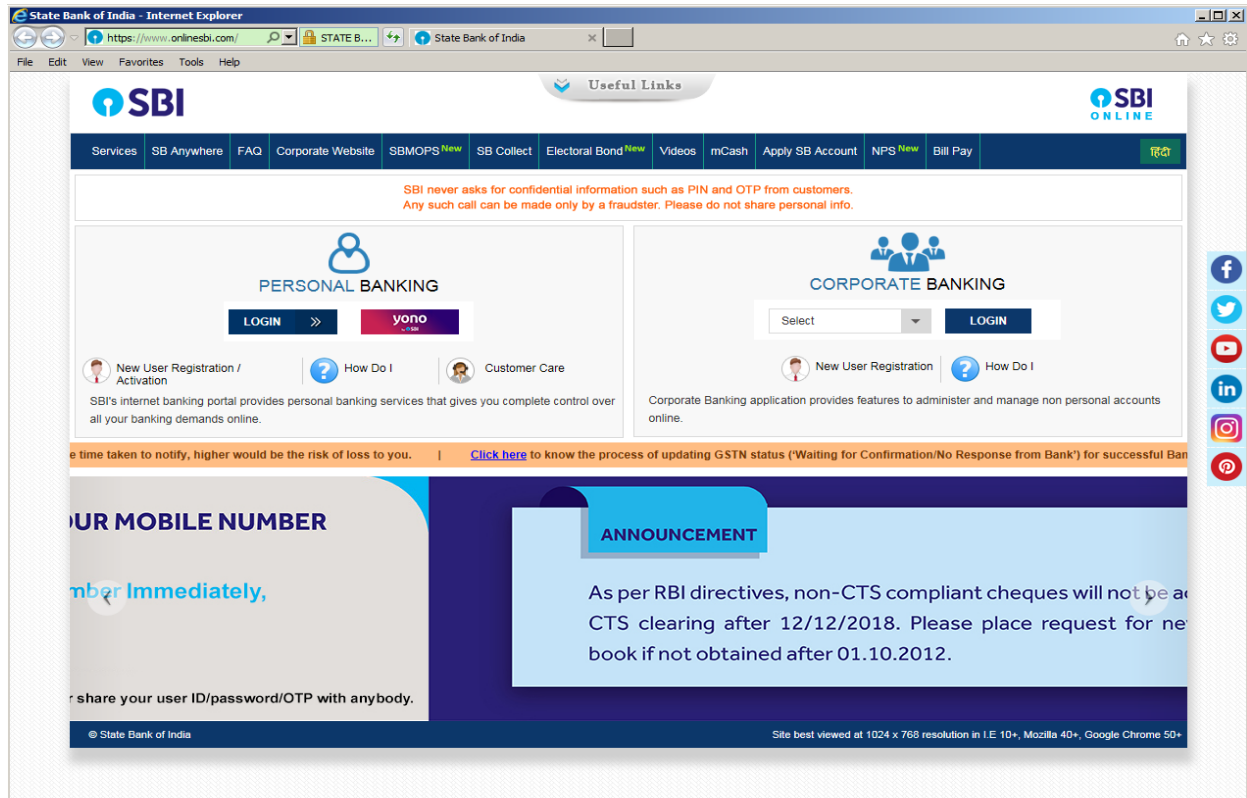 State Bank of India - Internet Explorer
https://www.onlinesbi.com/ STATE B... State Bank of India
File Edit View Favorites Tools Help
Useful Links
SBI
SBI
ONLINE
Services SB Anywhere FAQ Corporate Website SBMOPS New SB Collect Electoral Bond New Videos mCash Apply SB Account NPS New Bill Pay हिंदी
SBI never asks for confidential information such as PIN and OTP from customers.
Any such call can be made only by a fraudster. Please do not share personal info.
PERSONAL BANKING
LOGIN
yono
by SBI
New User Registration /
Activation
How Do I
Customer Care
SBI's internet banking portal provides personal banking services that gives you complete control over
all your banking demands online.
CORPORATE BANKING
Select LOGIN
New User Registration
How Do I
Corporate Banking application provides features to administer and manage non personal accounts
online.
e time taken to notify, higher would be the risk of loss to you. | Click here to know the process of updating GSTN status (‘Waiting for Confirmation/No Response from Bank’) for successful Ban
OUR MOBILE NUMBER
mber Immediately,
r share your user ID/password/OTP with anybody.
ANNOUNCEMENT
As per RBI directives, non-CTS compliant cheques will not be ac
CTS clearing after 12/12/2018. Please place request for ne
book if not obtained after 01.10.2012.
© State Bank of India
Site best viewed at 1024 x 768 resolution in I.E 10+, Mozilla 40+, Google Chrome 50+